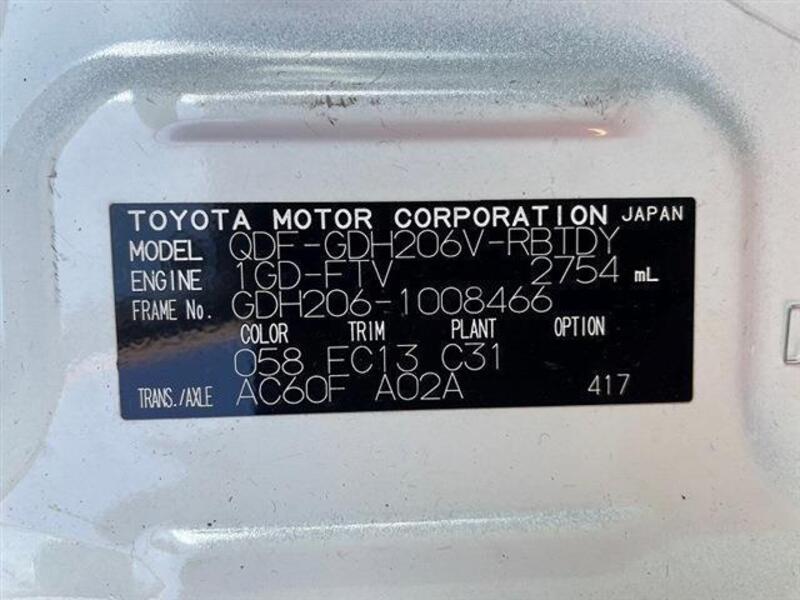 TOYOTA MOTOR CORPORATION JAPAN
MODEL QDF-GDH206V-RBTDY
ENGINE 1GD-FTV 2754 mL
FRAME No. GDH206-1008466
COLOR TRIM PLANT OPTION
058 FC13 C31
TRANS./AXLE AC60F A02A 417